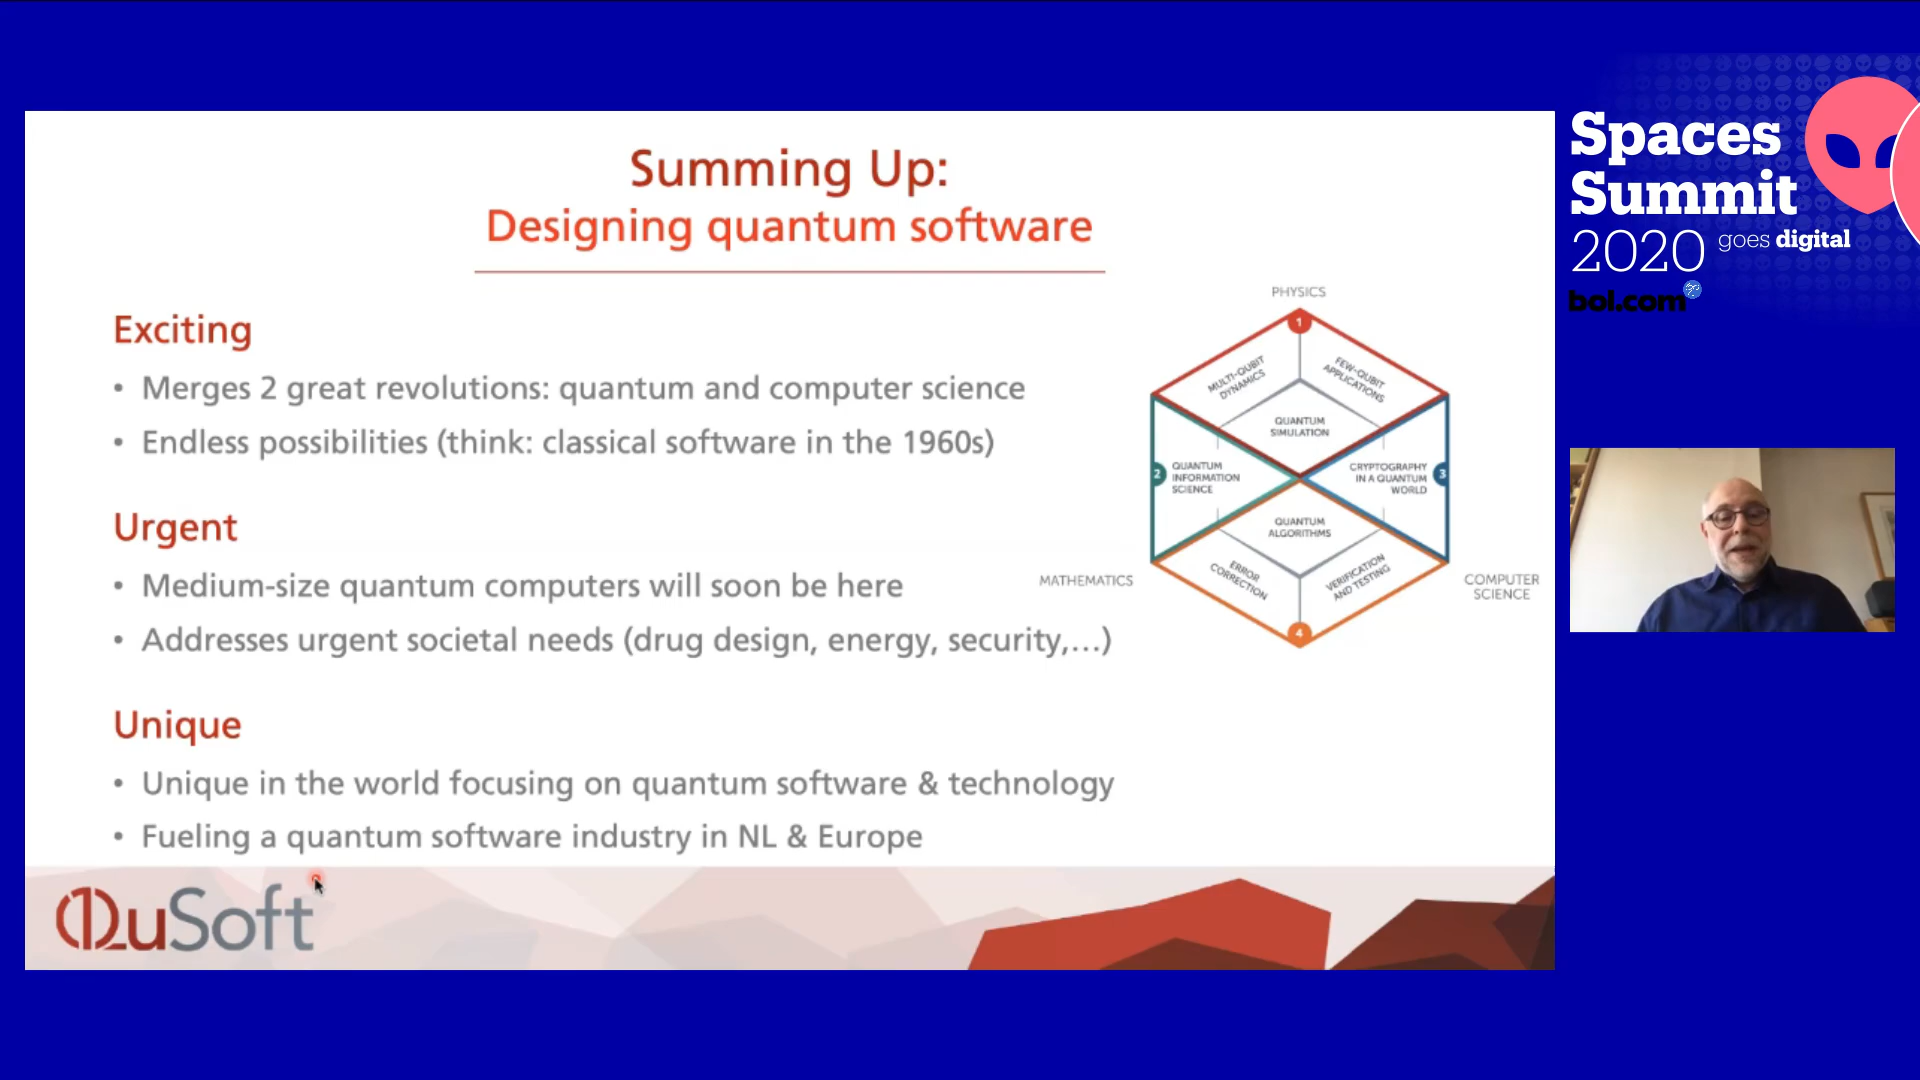 Summing Up:
Designing quantum software
Exciting
• Merges 2 great revolutions: quantum and computer science
• Endless possibilities (think: classical software in the 1960s)
Urgent
• Medium-size quantum computers will soon be here
• Addresses urgent societal needs (drug design, energy, security,...)
Unique
• Unique in the world focusing on quantum software & technology
• Fueling a quantum software industry in NL & Europe
PHYSICS
1
MULTI-QUBIT
DYNAMICS
FEW-QUBIT
APPLICATIONS
QUANTUM
SIMULATION
2
QUANTUM
INFORMATION
SCIENCE
CRYPTOGRAPHY
IN A QUANTUM
WORLD
3
QUANTUM
ALGORITHMS
ERROR
CORRECTION
VERIFICATION
AND TESTING
4
MATHEMATICS
COMPUTER
SCIENCE
QuSoft
Spaces
Summit
2020 goes digital
bol.com